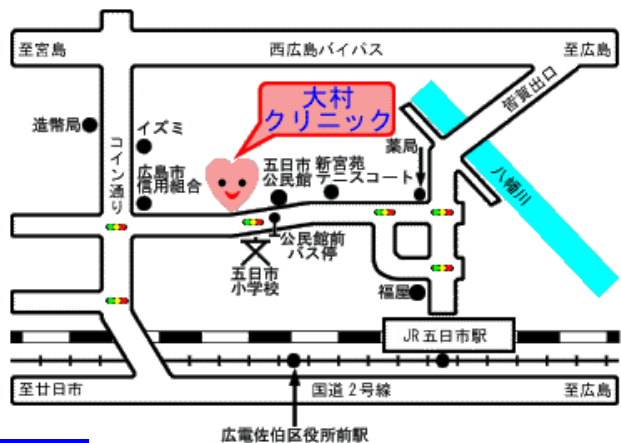 至宮島
西広島バイパス
至広島
皆賀出口
大村
クリニック
造幣局
イズミ
コイン通り
広島市
信用組合
五日市
公民館
新宮苑
テニスコート
薬局
八幡川
公民館前
バス停
五日市
小学校
福屋
JR五日市駅
至廿日市
国道2号線
至広島
広電佐伯区役所前駅